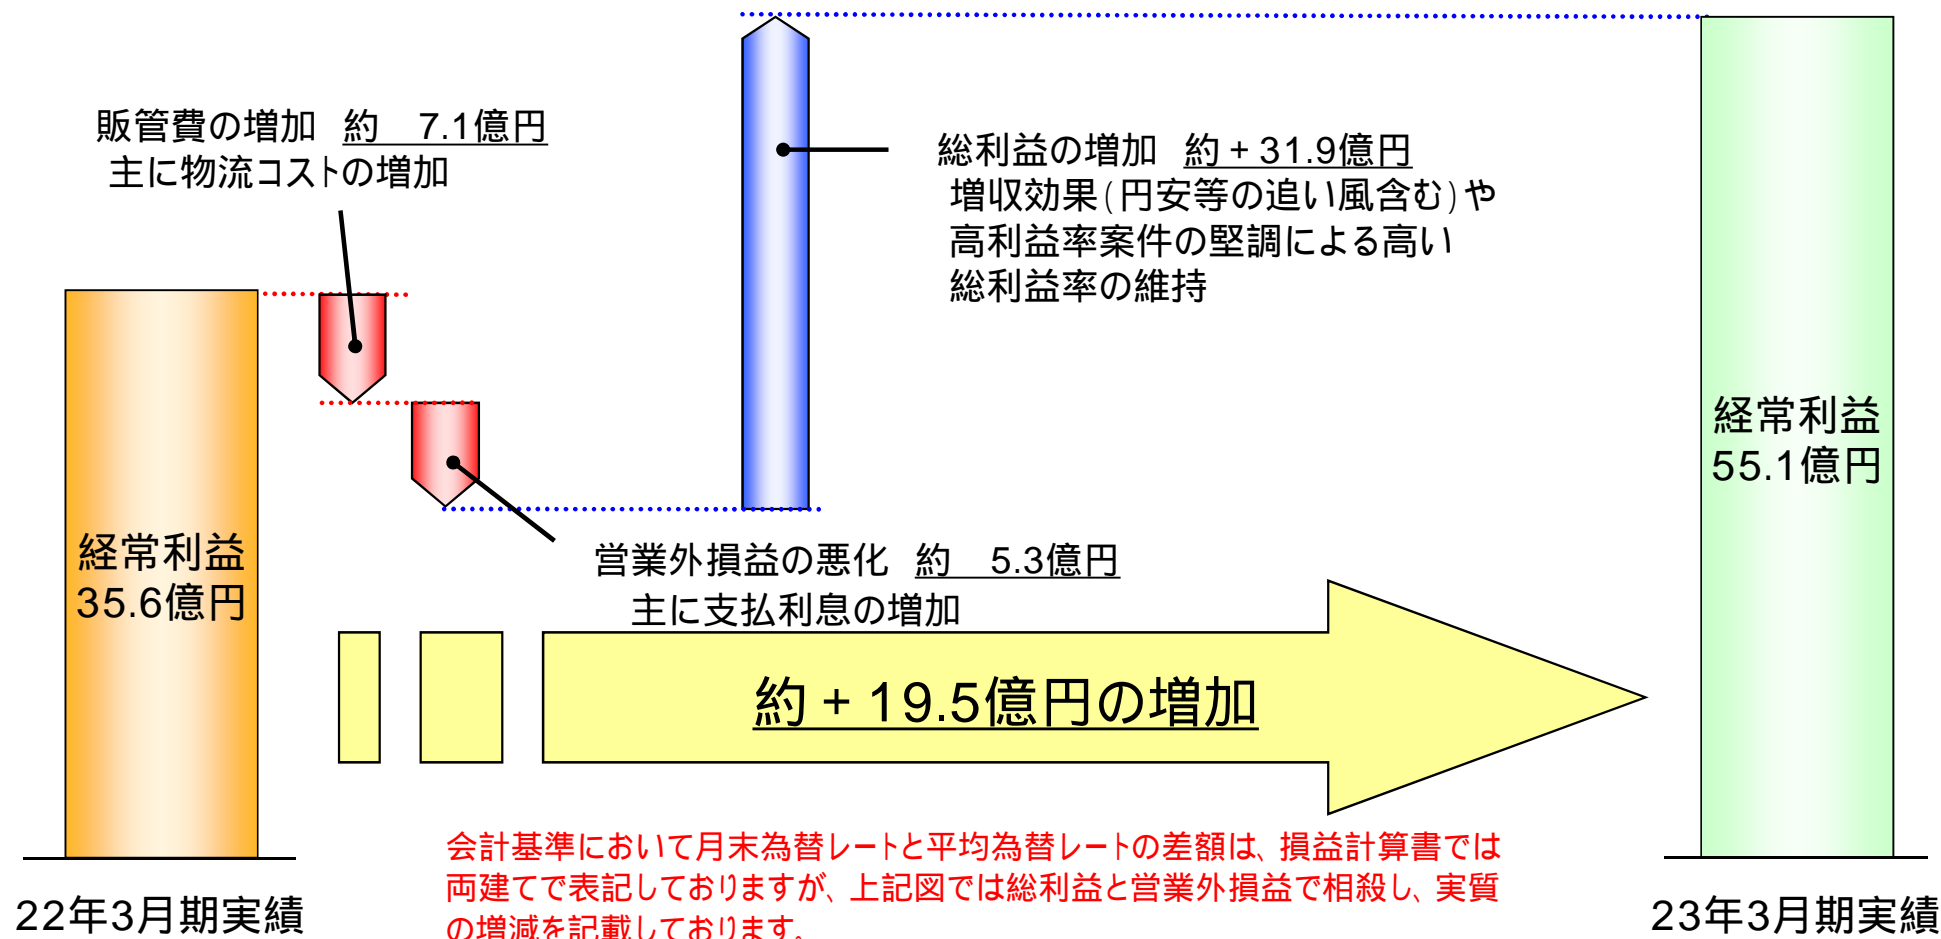 販管費の増加 約 7.1億円
主に物流コストの増加
総利益の増加 約+31.9億円
増収効果(円安等の追い風含む)や
高利益率案件の堅調による高い
総利益率の維持
経常利益
35.6億円
営業外損益の悪化 約 5.3億円
主に支払利息の増加
経常利益
55.1億円
約+19.5億円の増加
会計基準において月末為替レートと平均為替レートの差額は、損益計算書では
両建てで表記しておりますが、上記図では総利益と営業外損益で相殺し、実質
の増減を記載しております。
22年3月期実績
23年3月期実績